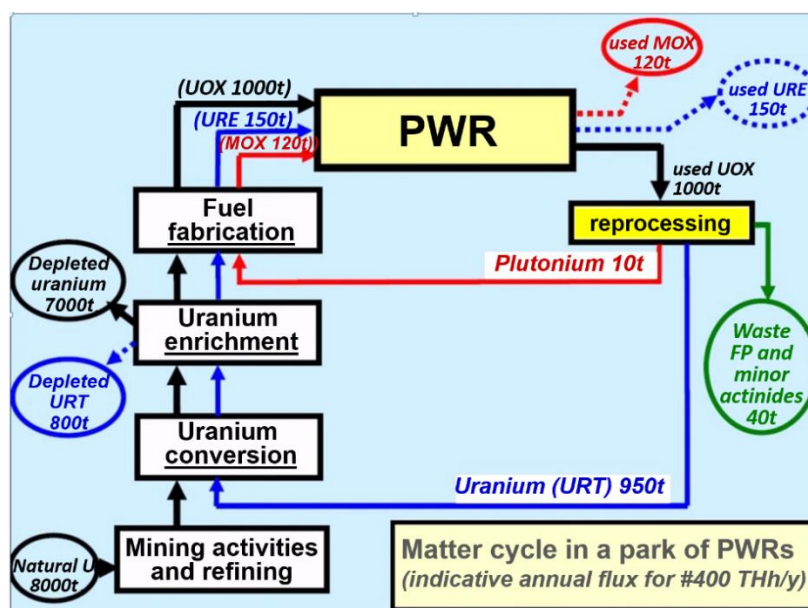 used MOX
120t
(UOX 1000t)
(URE 150t)
(MOX 120t)
PWR
used URE
150t
used UOX
1000t
Fuel
fabrication
reprocessing
Depleted
uranium
7000t
Plutonium 10t
Uranium
enrichment
Waste
FP and
minor
actinides
40t
Depleted
URT
800t
Uranium
conversion
Uranium (URT) 950t
Natural U
8000t
Mining activities
and refining
Matter cycle in a park of PWRs
(indicative annual flux for #400 THh/y)